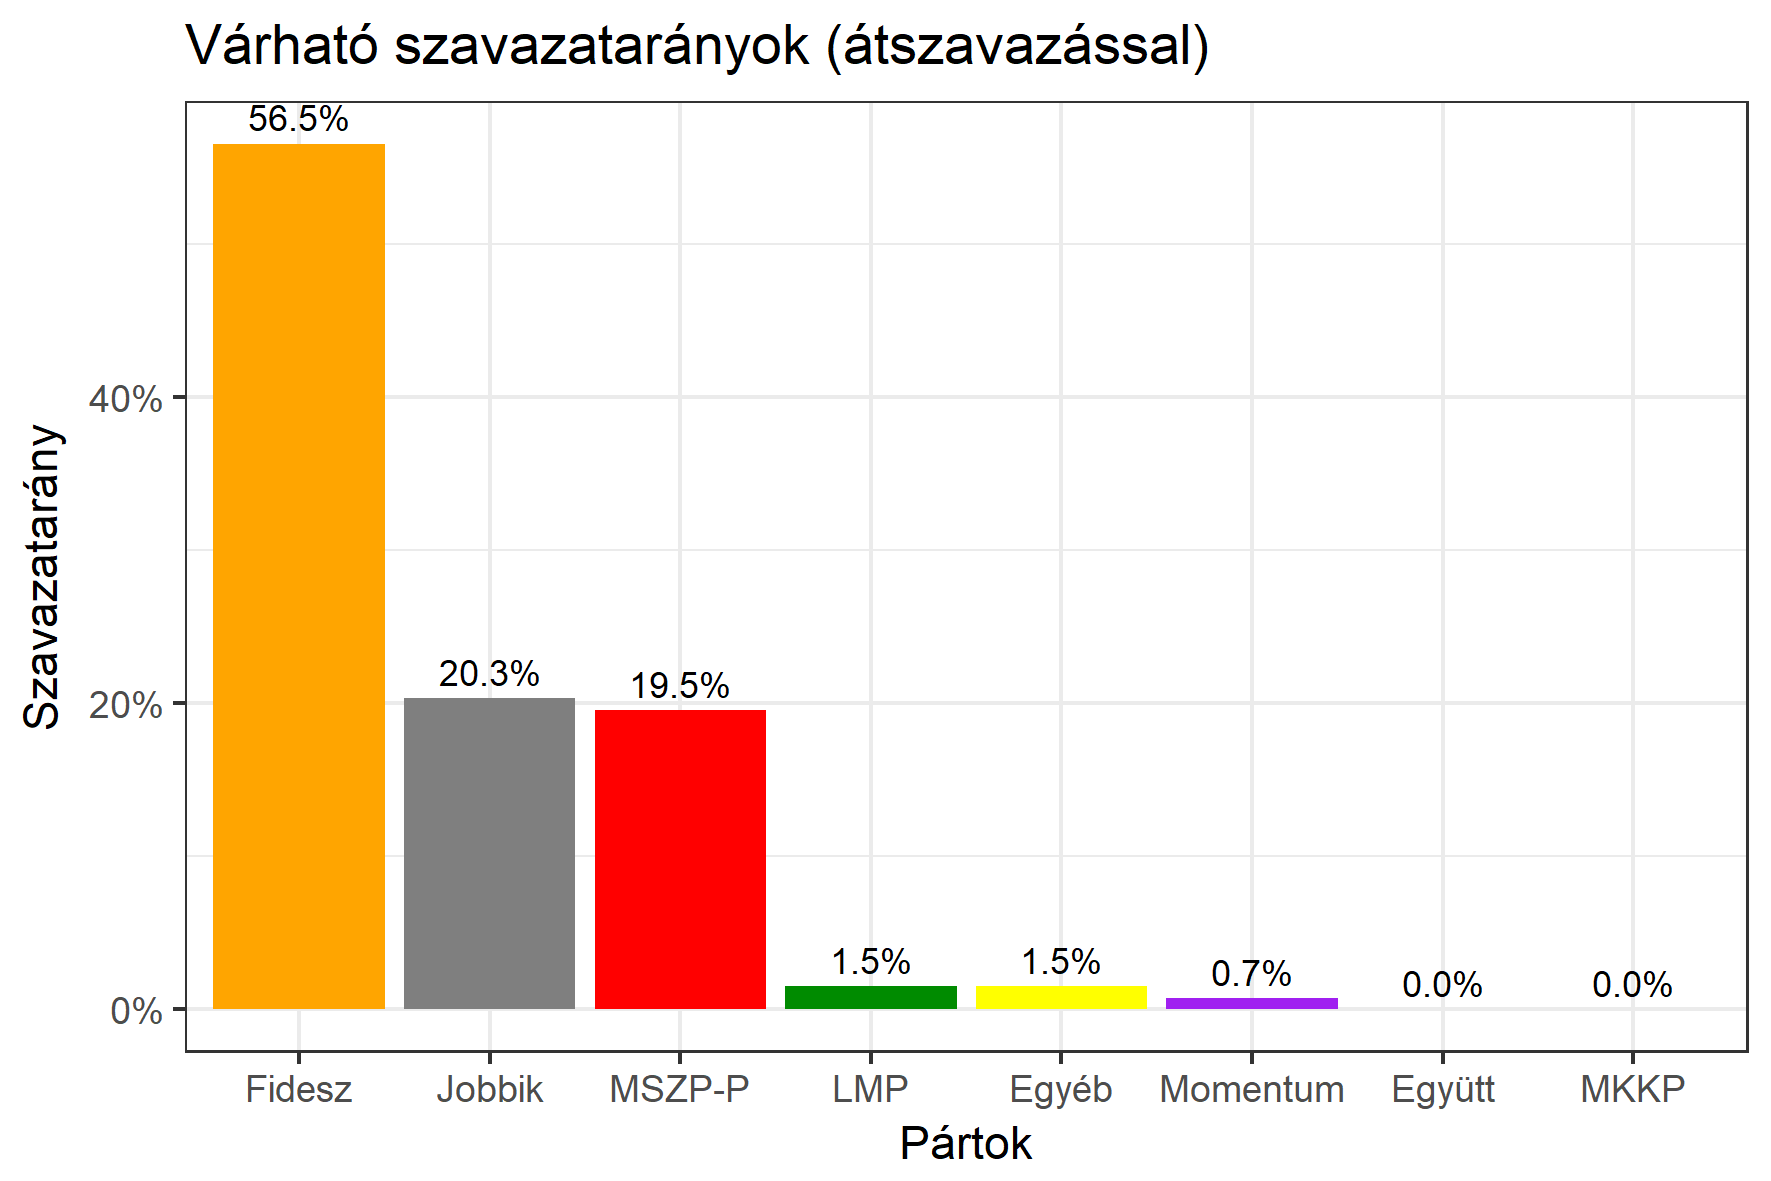 Várható szavazatarányok (átszavazással)
56.5%
20.3%
19.5%
1.5%
1.5%
0.7%
0.0%
0.0%
40%
20%
0%
Szavazatarány
Fidesz Jobbik MSZP-P LMP Egyéb Momentum Együtt MKKP
Pártok